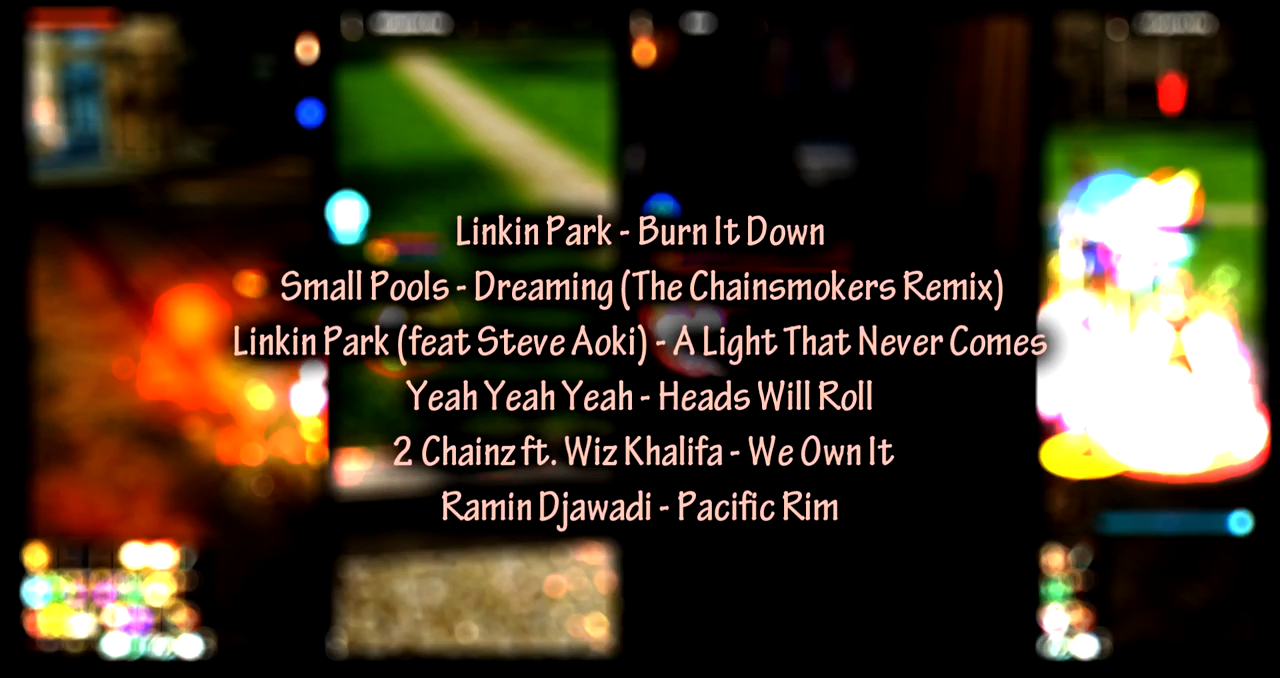 Linkin Park - Burn It Down
Small Pools - Dreaming (The Chainsmokers Remix)
Linkin Park (feat Steve Aoki) - A Light That Never Comes
Yeah Yeah Yeah - Heads Will Roll
2 Chainz ft. Wiz Khalifa - We Own It
Ramin Djawadi - Pacific Rim